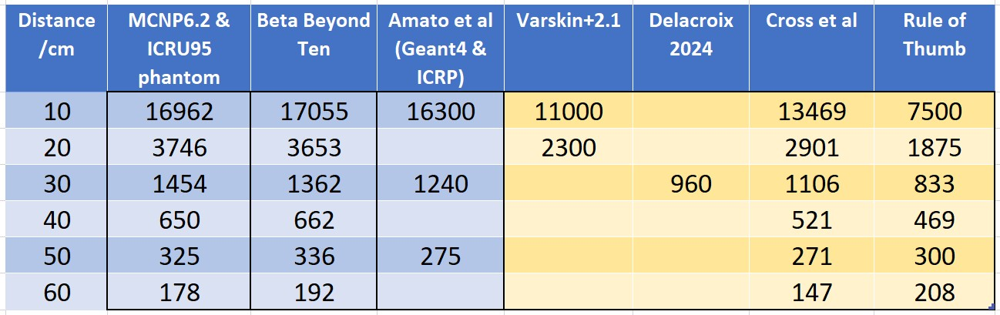 Distance /cm MCNP6.2 & ICRU95 phantom Beta Beyond Ten Amato et al (Geant4 & ICRP) Varskin+2.1 Delacroix 2024 Cross et al Rule of Thumb
10 16962 17055 16300 11000 13469 7500
20 3746 3653 2300 2901 1875
30 1454 1362 1240 960 1106 833
40 650 662 521 469
50 325 336 275 271 300
60 178 192 147 208